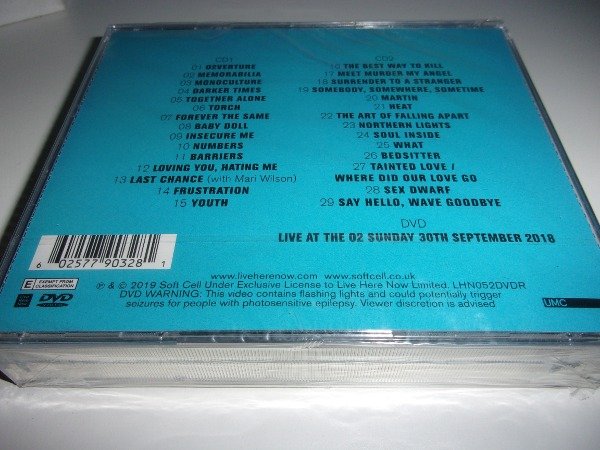 CD1
01 O2VERTURE
02 MEMORABILIA
03 MONOCULTURE
04 DARKER TIMES
05 TOGETHER ALONE
06 TORCH
07 FOREVER THE SAME
08 BABY DOLL
09 INSECURE ME
10 NUMBERS
11 BARRIERS
12 LOVING YOU, HATING ME
13 LAST CHANCE (with Mari Wilson)
14 FRUSTRATION
15 YOUTH
CD2
16 THE BEST WAY TO KILL
17 MEET MURDER MY ANGEL
18 SURRENDER TO A STRANGER
19 SOMEBODY, SOMEWHERE, SOMETIME
20 MARTIN
21 HEAT
22 THE ART OF FALLING APART
23 NORTHERN LIGHTS
24 SOUL INSIDE
25 WHAT
26 BEDSITTER
27 TAINTED LOVE /
WHERE DID OUR LOVE GO
28 SEX DWARF
29 SAY HELLO, WAVE GOODBYE
DVD
LIVE AT THE O2 SUNDAY 30TH SEPTEMBER 2018
6 02577 90328 1
www.liveherenow.com www.softcell.co.uk
E EXEMPT FROM CLASSIFICATION
DVD
℗ & © 2019 Soft Cell Under Exclusive License to Live Here Now Limited. LHN052DVDR
DVD WARNING: This video contains flashing lights and could potentially trigger
seizures for people with photosensitive epilepsy. Viewer discretion is advised
UMC